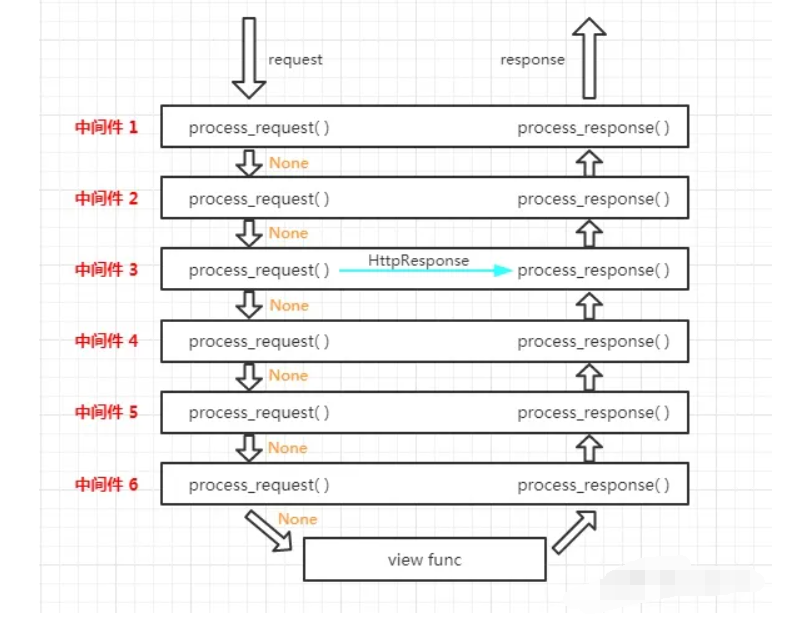 request response
中间件 1 process_request( ) process_response( )
None
中间件 2 process_request( ) process_response( )
None
中间件 3 process_request( ) HttpResponse process_response( )
None
中间件 4 process_request( ) process_response( )
None
中间件 5 process_request( ) process_response( )
None
中间件 6 process_request( ) process_response( )
None
view func